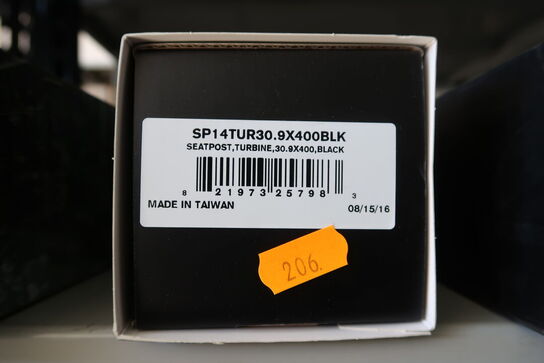 SP14TUR30.9X400BLK
SEATPOST,TURBINE,30.9X400,BLACK
8 21973 25798 3
MADE IN TAIWAN 08/15/16
206.